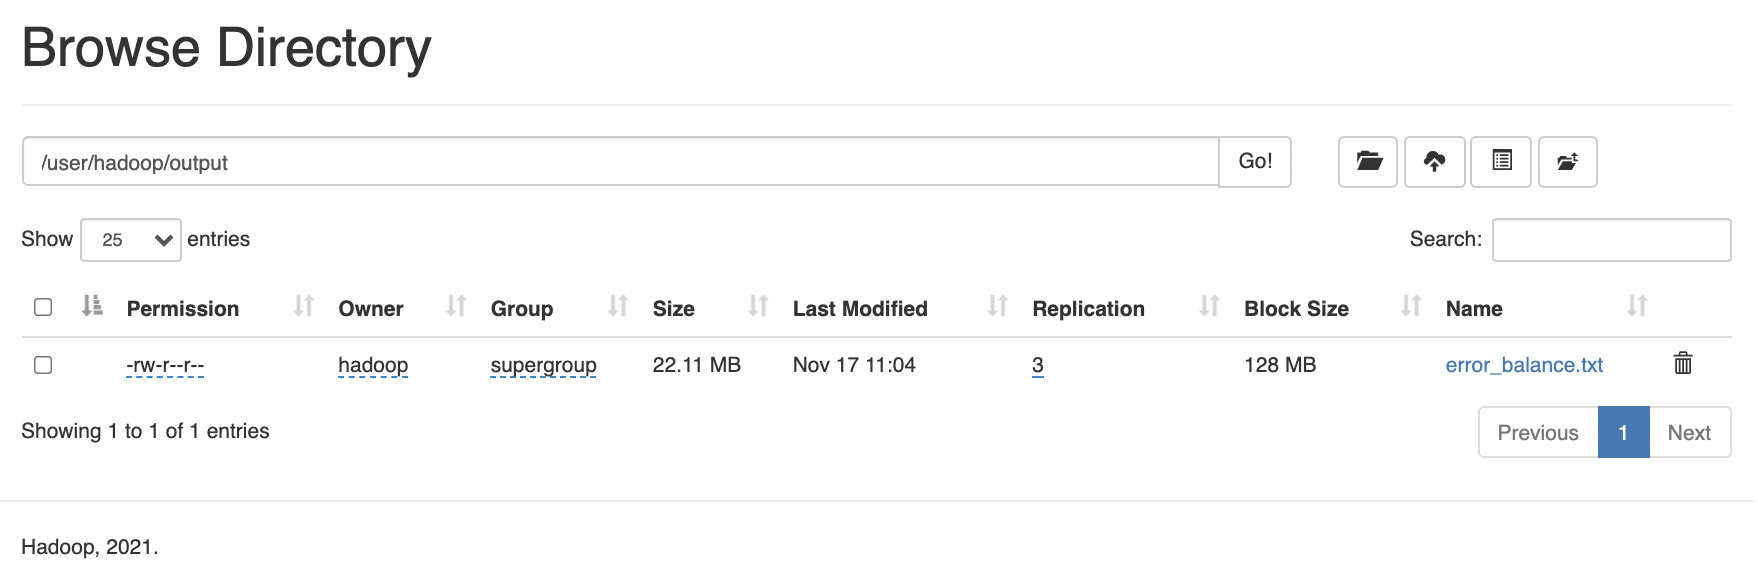 Browse Directory
/user/hadoop/output Go!
Show 25 entries Search:
Permission Owner Group Size Last Modified Replication Block Size Name
-rw-r--r-- hadoop supergroup 22.11 MB Nov 17 11:04 3 128 MB error_balance.txt
Showing 1 to 1 of 1 entries Previous 1 Next
Hadoop, 2021.